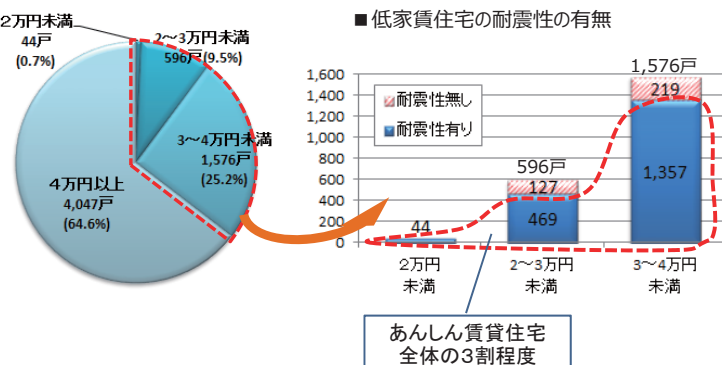 2万円未満
44戸
(0.7%)
2～3万円未満
596戸(9.5%)
3～4万円未満
1,576戸
(25.2%)
4万円以上
4,047戸
(64.6%)
■低家賃住宅の耐震性の有無
1,600
1,400
1,200
1,000
800
600
400
200
0
耐震性無し
耐震性有り
44
596戸
127
469
1,576戸
219
1,357
2万円
未満
2～3万円
未満
3～4万円
未満
あんしん賃貸住宅
全体の3割程度